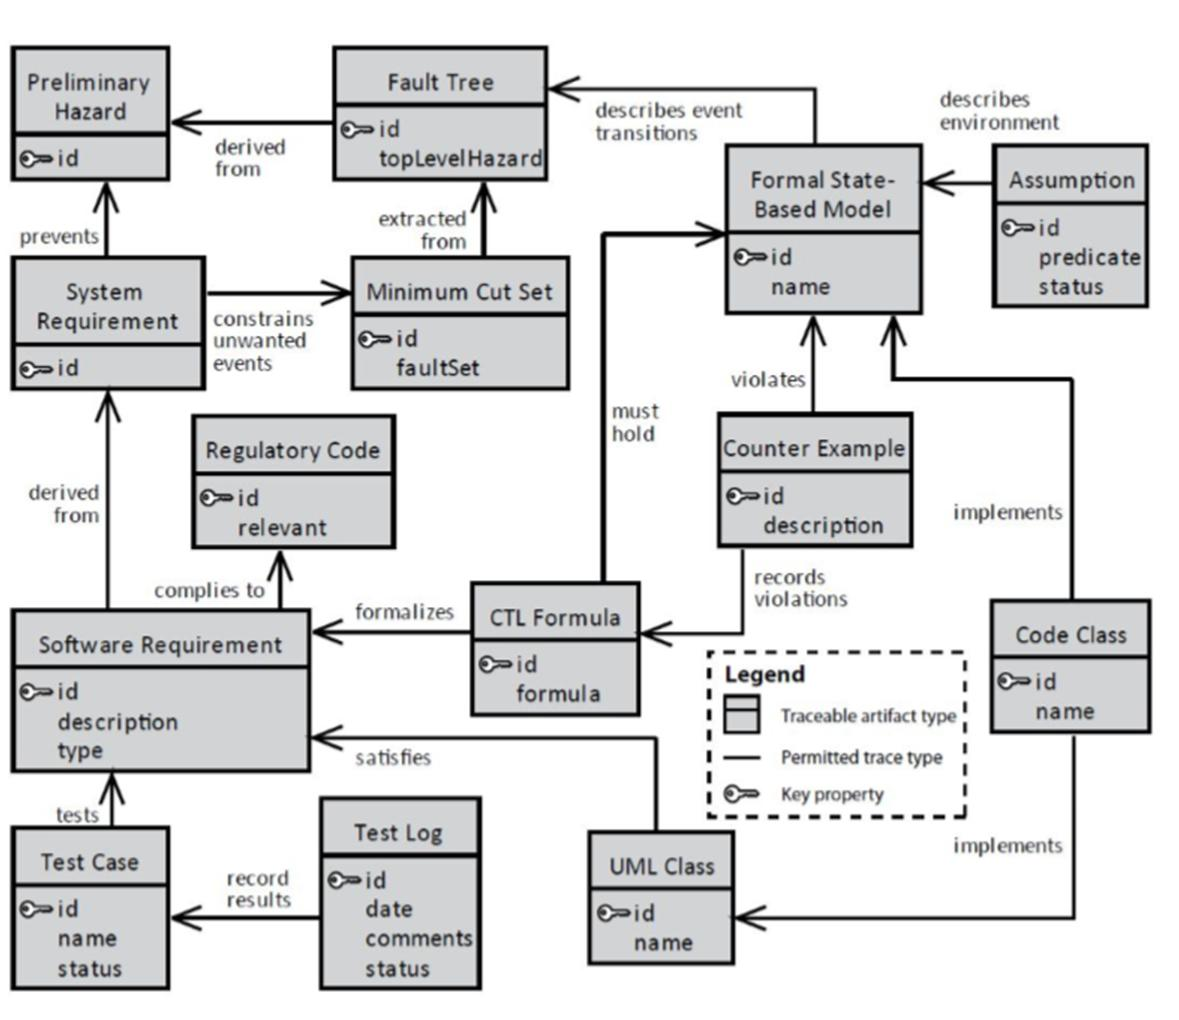 Preliminary
Hazard
id
derived
from
Fault Tree
id
topLevelHazard
describes event
transitions
describes
environment
Formal State-
Based Model
id
name
Assumption
id
predicate
status
prevents
extracted
from
System
Requirement
id
constrains
unwanted
events
Minimum Cut Set
id
faultSet
must
hold
violates
Counter Example
id
description
implements
derived
from
Regulatory Code
id
relevant
complies to
formalizes
CTL Formula
id
formula
records
violations
Code Class
id
name
Software Requirement
id
description
type
satisfies
Legend
Traceable artifact type
Permitted trace type
Key property
tests
Test Case
id
name
status
record
results
Test Log
id
date
comments
status
UML Class
id
name
implements